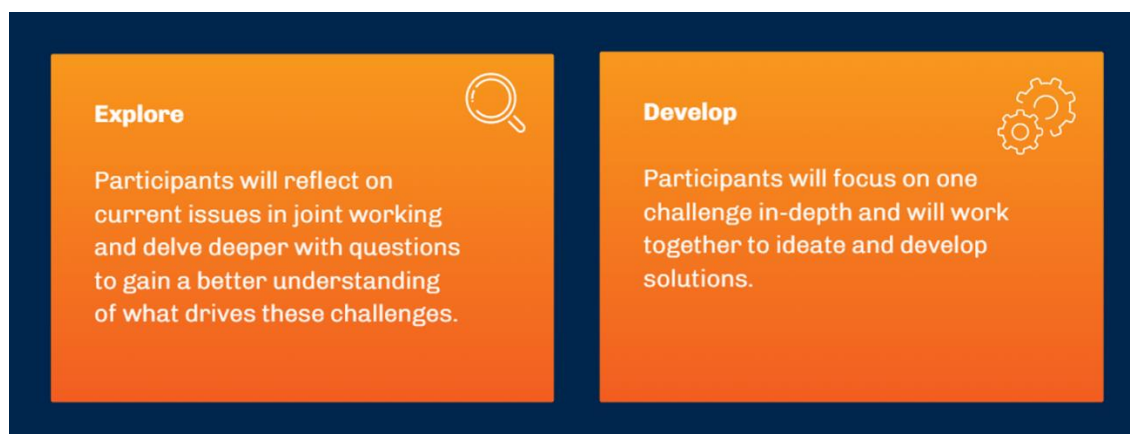 Explore
Participants will reflect on
current issues in joint working
and delve deeper with questions
to gain a better understanding
of what drives these challenges.
Develop
Participants will focus on one
challenge in-depth and will work
together to ideate and develop
solutions.